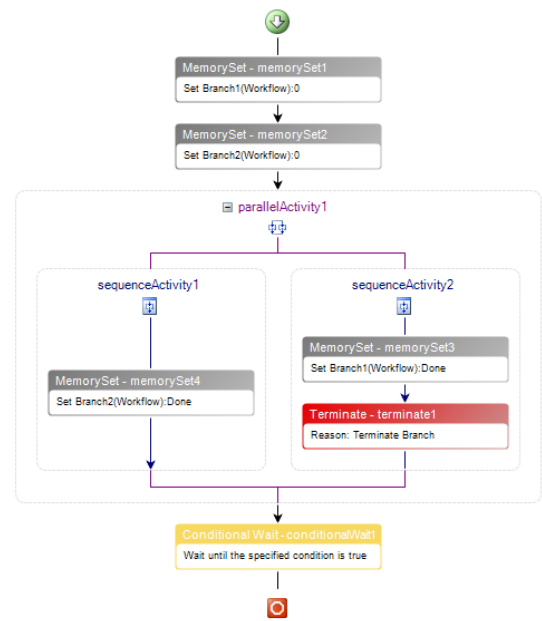 MemorySet - memorySet1
Set Branch1(Workflow):0
MemorySet - memorySet2
Set Branch2(Workflow):0
parallelActivity1
sequenceActivity1
MemorySet - memorySet4
Set Branch2(Workflow):Done
sequenceActivity2
MemorySet - memorySet3
Set Branch1(Workflow):Done
Terminate - terminate1
Reason: Terminate Branch
Conditional Wait - conditionalWait1
Wait until the specified condition is true